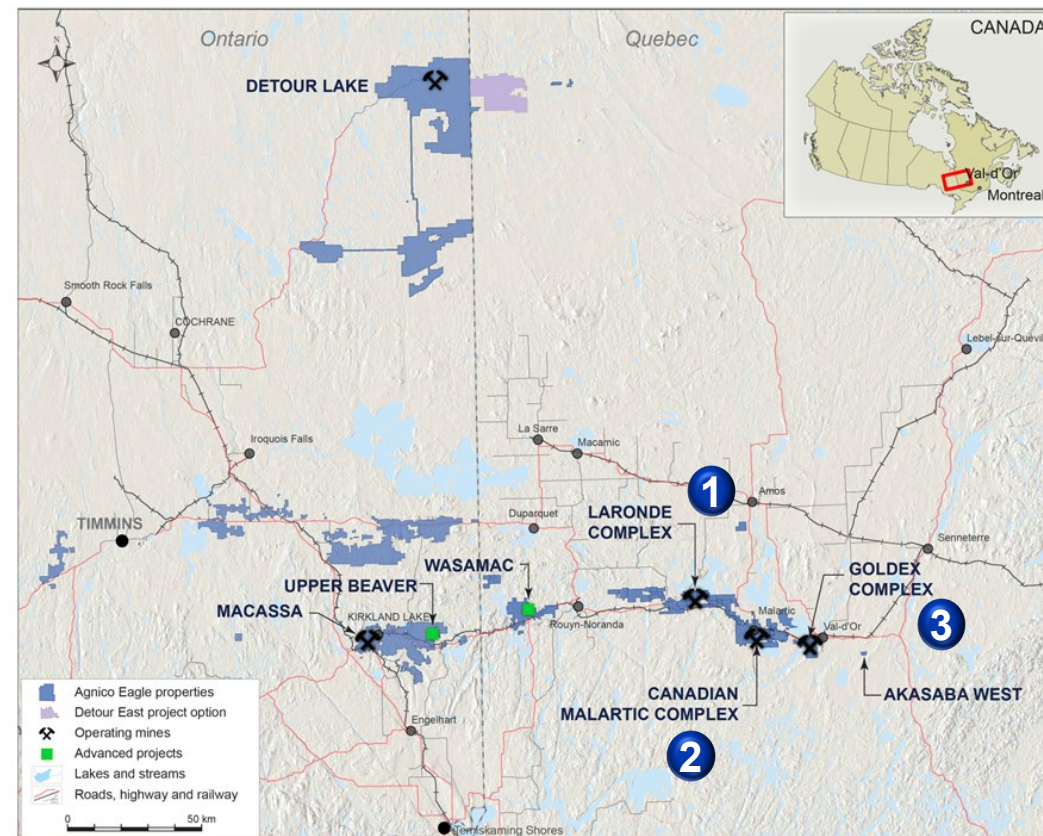 Ontario
Quebec
CANADA
Val-d'Or
Montreal
N
DETOUR LAKE
Smooth Rock Falls
COCHRANE
Lebel-sur-Quévil
Iroquois Falls
La Sarre
Macamic
1
Amos
TIMMINS
Duparquet
LARONDE
COMPLEX
Senneterre
WASAMAC
GOLDEX
COMPLEX
UPPER BEAVER
MACASSA
KIRKLAND LAKE
Malartic
Rouyn-Noranda
Val-d'Or
3
CANADIAN
MALARTIC COMPLEX
AKASABA WEST
2
Engelhart
Temiskaming Shores
Agnico Eagle properties
Detour East project option
Operating mines
Advanced projects
Lakes and streams
Roads, highway and railway
0 50 km